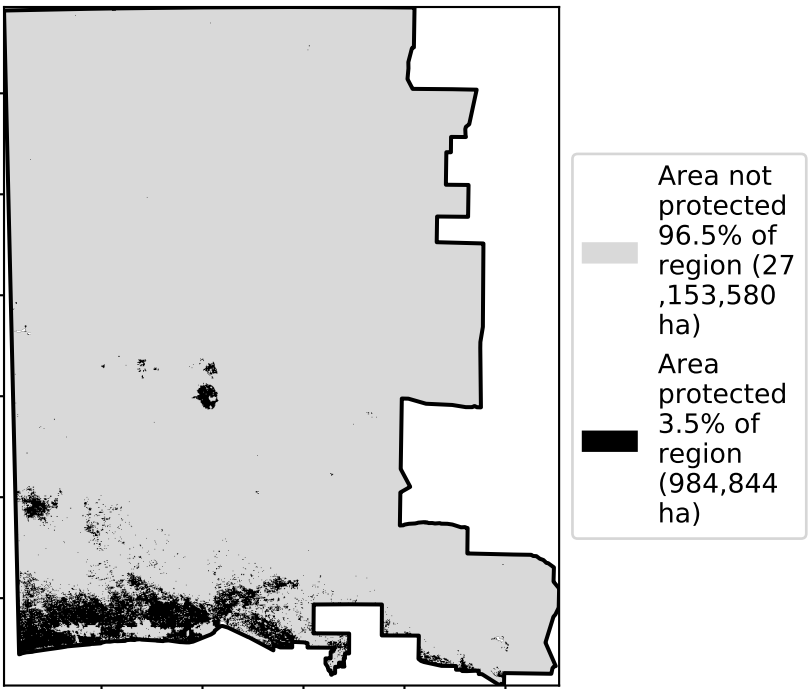 Area not
protected
96.5% of
region (27
,153,580
ha)
Area
protected
3.5% of
region
(984,844
ha)